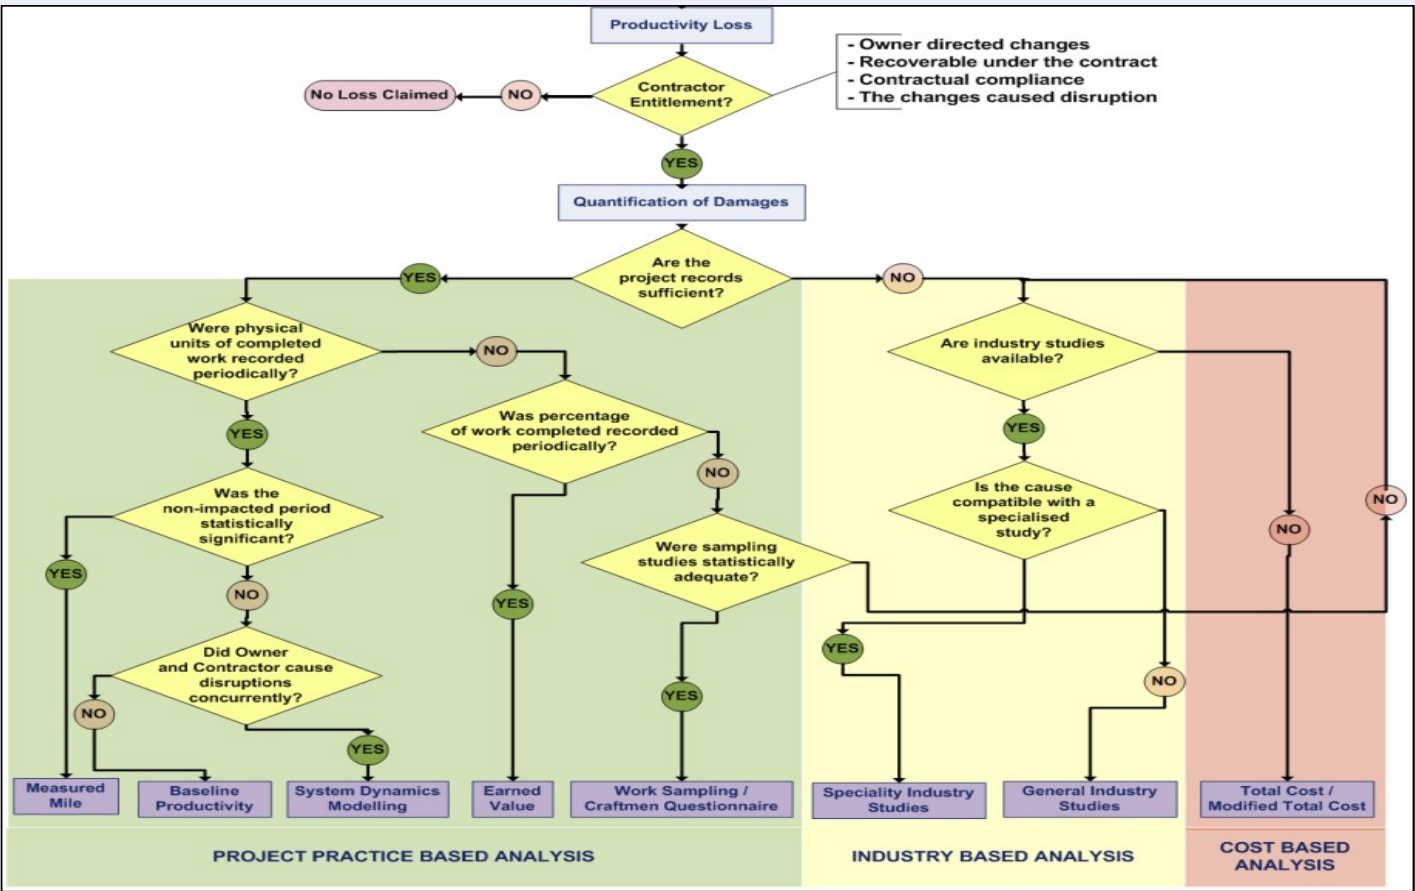 Productivity Loss
- Owner directed changes
- Recoverable under the contract
- Contractual compliance
- The changes caused disruption
Contractor
Entitlement?
NO
No Loss Claimed
YES
Quantification of Damages
Are the
project records
sufficient?
YES
NO
Were physical
units of completed
work recorded
periodically?
NO
Are industry studies
available?
Was percentage
of work completed recorded
periodically?
YES
YES
NO
Was the
non-impacted period
statistically
significant?
Is the cause
compatible with a
specialised
study?
NO
NO
Were sampling
studies statistically
adequate?
YES
NO
YES
Did Owner
and Contractor cause
disruptions
concurrently?
YES
NO
YES
NO
YES
Measured
Mile
Baseline
Productivity
System Dynamics
Modelling
Earned
Value
Work Sampling /
Craftmen Questionnaire
Speciality Industry
Studies
General Industry
Studies
Total Cost /
Modified Total Cost
PROJECT PRACTICE BASED ANALYSIS
INDUSTRY BASED ANALYSIS
COST BASED
ANALYSIS